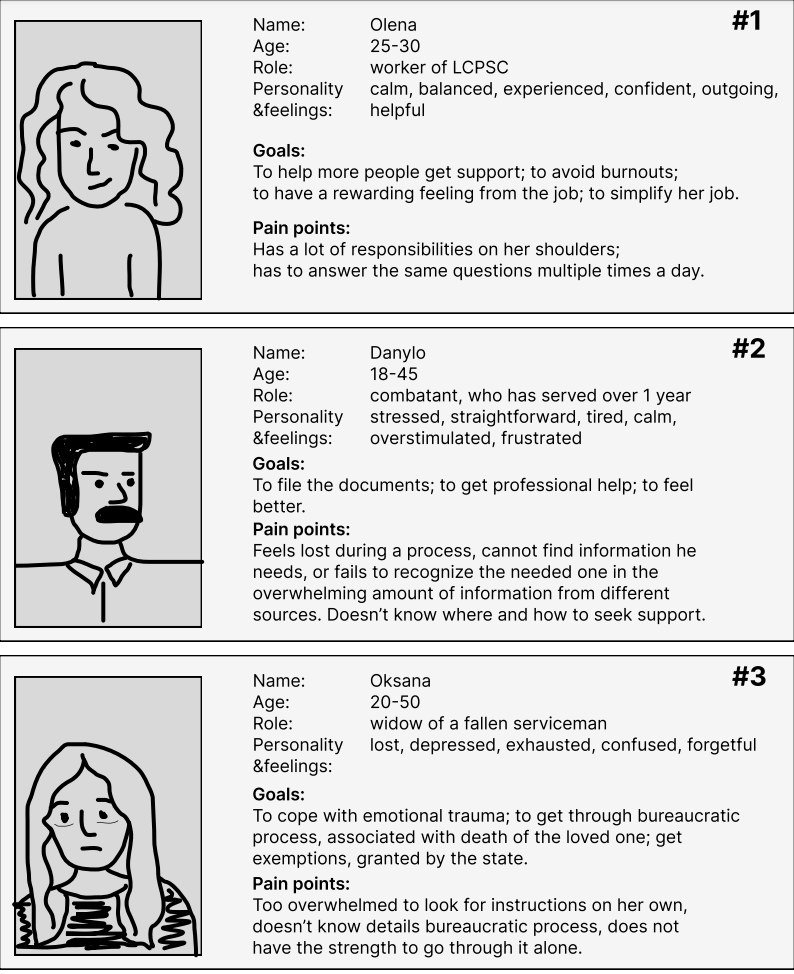 #1
Name: Olena
Age: 25-30
Role: worker of LCPSC
Personality calm, balanced, experienced, confident, outgoing,
&feelings: helpful
Goals:
To help more people get support; to avoid burnouts;
to have a rewarding feeling from the job; to simplify her job.
Pain points:
Has a lot of responsibilities on her shoulders;
has to answer the same questions multiple times a day.
#2
Name: Danylo
Age: 18-45
Role: combatant, who has served over 1 year
Personality stressed, straightforward, tired, calm,
&feelings: overstimulated, frustrated
Goals:
To file the documents; to get professional help; to feel
better.
Pain points:
Feels lost during a process, cannot find information he
needs, or fails to recognize the needed one in the
overwhelming amount of information from different
sources. Doesn’t know where and how to seek support.
#3
Name: Oksana
Age: 20-50
Role: widow of a fallen serviceman
Personality lost, depressed, exhausted, confused, forgetful
&feelings:
Goals:
To cope with emotional trauma; to get through bureaucratic
process, associated with death of the loved one; get
exemptions, granted by the state.
Pain points:
Too overwhelmed to look for instructions on her own,
doesn’t know details bureaucratic process, does not
have the strength to go through it alone.